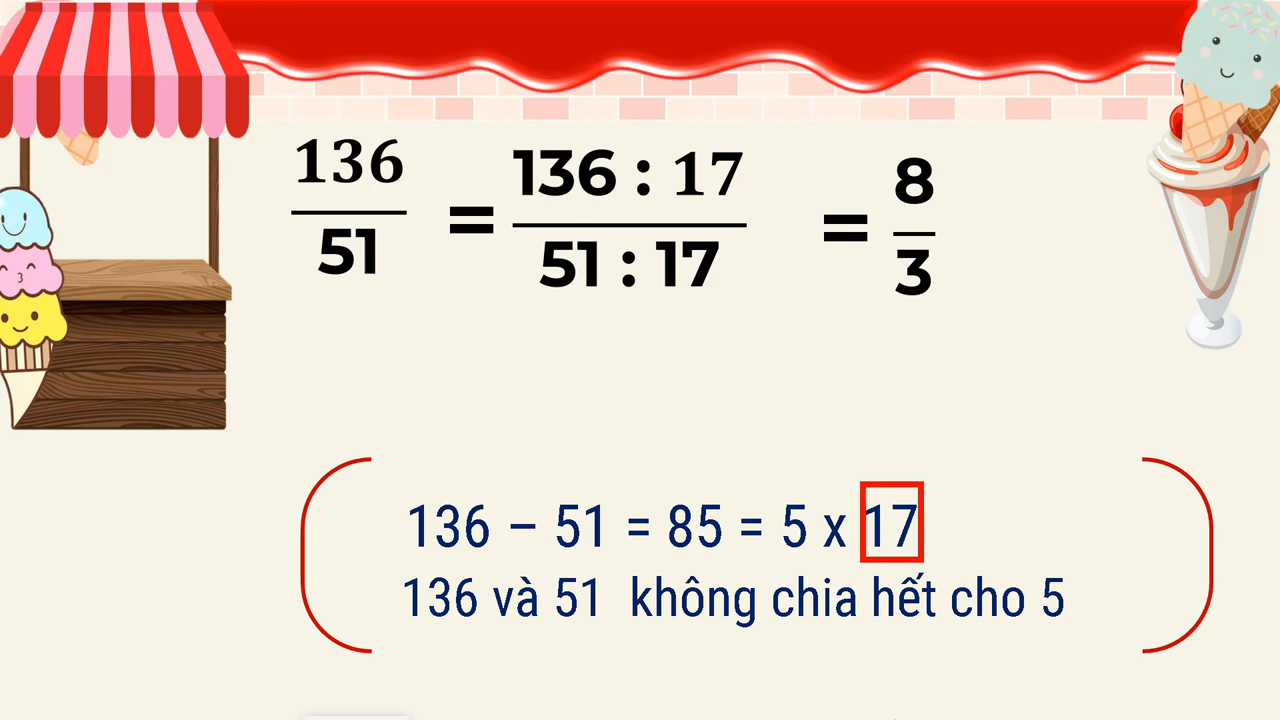 136/51 = 136 : 17/51 : 17 = 8/3
136 – 51 = 85 = 5 x 17
136 và 51 không chia hết cho 5